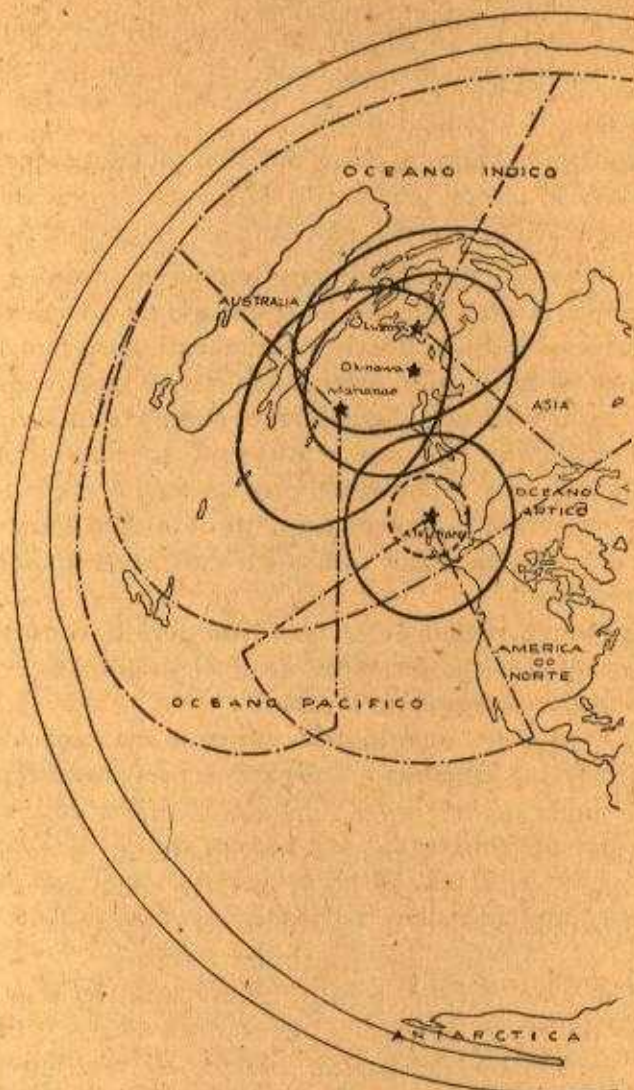 OCEANO INDICO
AUSTRALIA
Okinawa
Marianas
ASIA
OCEANO
ARTICO
AMERICA
DO
NORTE
OCEANO PACIFICO
ANTARCTICA